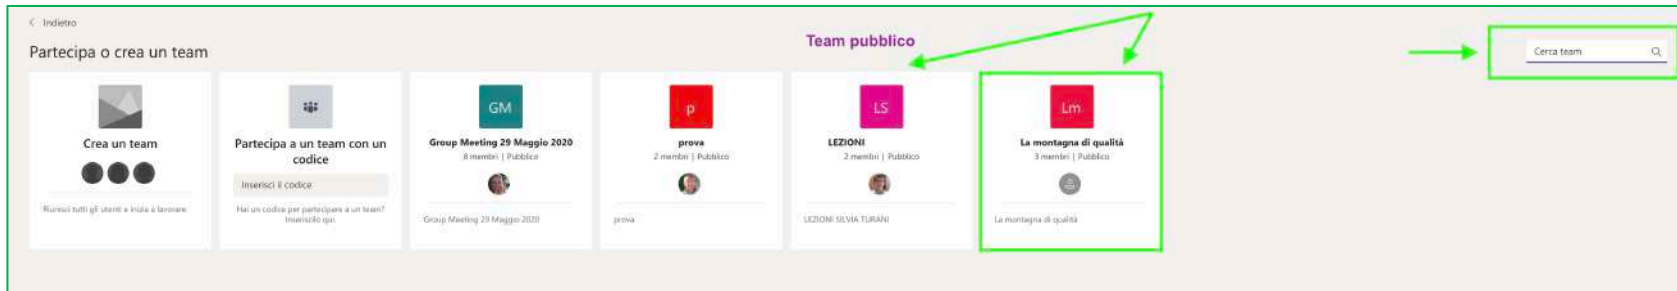 < Indietro
Partecipa o crea un team
Team pubblico
Cerca team
Crea un team
Riunisci tutti gli utenti e inizia a lavorare
Partecipa a un team con un
codice
Inserisci il codice
Hai un codice per partecipare a un team?
Inseriscilo qui.
GM
Group Meeting 29 Maggio 2020
8 membri | Pubblico
Group Meeting 29 Maggio 2020
p
prova
2 membri | Pubblico
prova
LS
LEZIONI
2 membri | Pubblico
LEZIONI SILVIA TURANI
Lm
La montagna di qualità
3 membri | Pubblico
La montagna di qualità